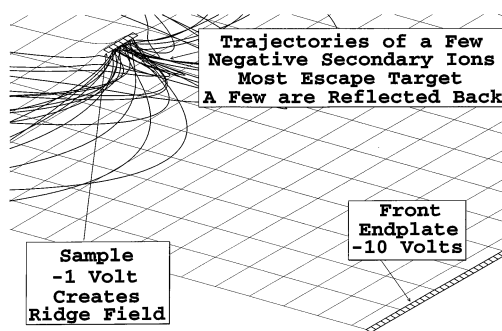 Trajectories of a Few
Negative Secondary Ions
Most Escape Target
A Few are Reflected Back
Front
Endplate
-10 Volts
Sample
-1 Volt
Creates
Ridge Field